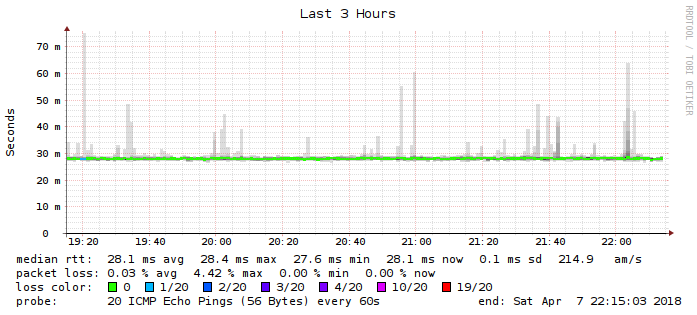 Last 3 Hours
RRDTOOL / TOBI OETIKER
Seconds
70 m
60 m
50 m
40 m
30 m
20 m
10 m
0
19:20 19:40 20:00 20:20 20:40 21:00 21:20 21:40 22:00
median rtt: 28.1 ms avg 28.4 ms max 27.6 ms min 28.1 ms now 0.1 ms sd 214.9 am/s
packet loss: 0.03 % avg 4.42 % max 0.00 % min 0.00 % now
loss color: 0 1/20 2/20 3/20 4/20 10/20 19/20
probe: 20 ICMP Echo Pings (56 Bytes) every 60s end: Sat Apr 7 22:15:03 2018